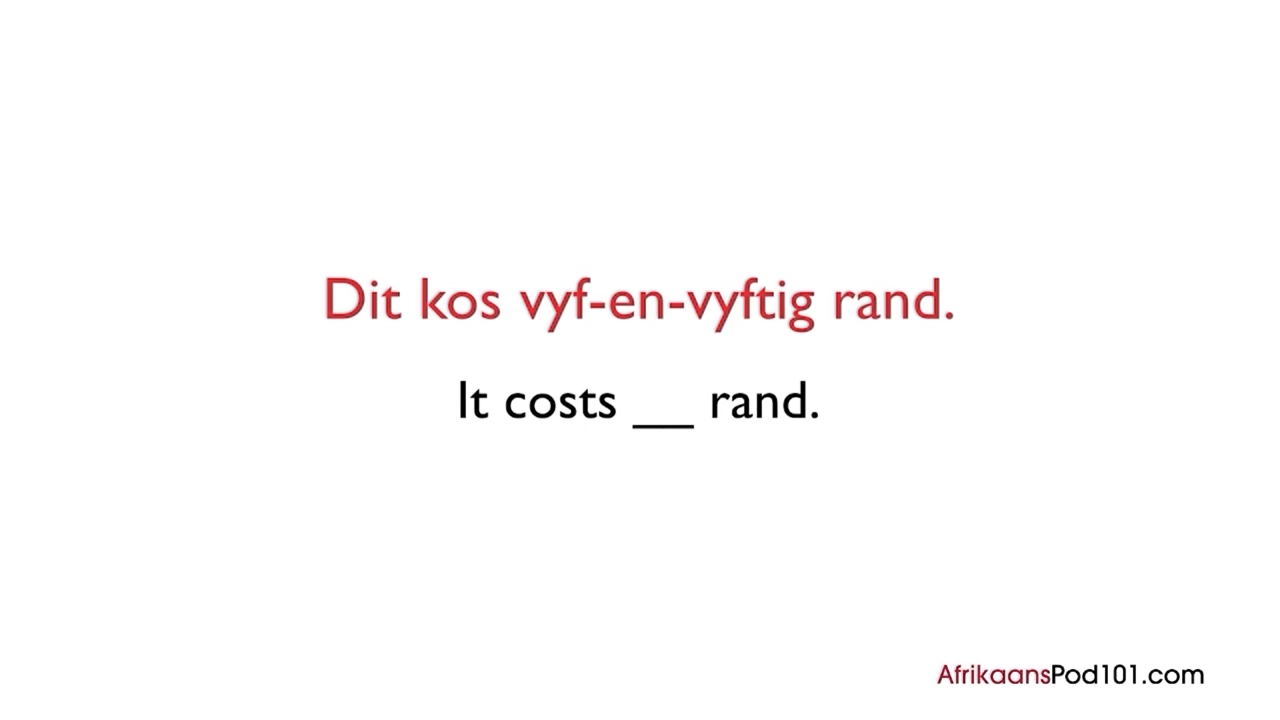 Dit kos vyf-en-vyftig rand.
It costs __ rand.
AfrikaansPod101.com